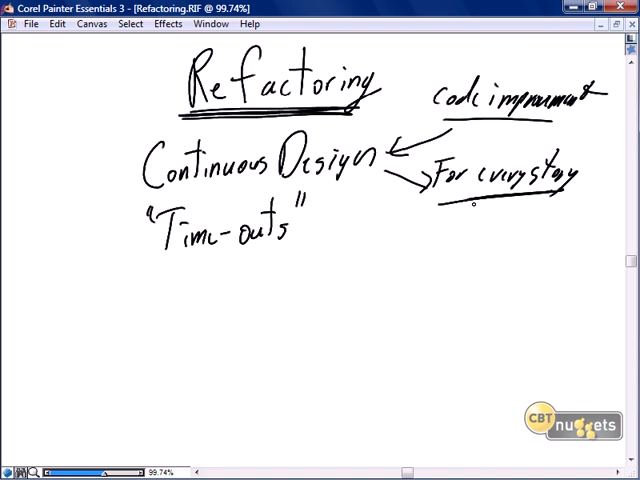 Corel Painter Essentials 3 - [Refactoring.RIF @ 99.74%]
File Edit Canvas Select Effects Window Help
Refactoring
code improvement
Continuous Design
For every story
"Time-outs"
CBT nuggets
99.74%